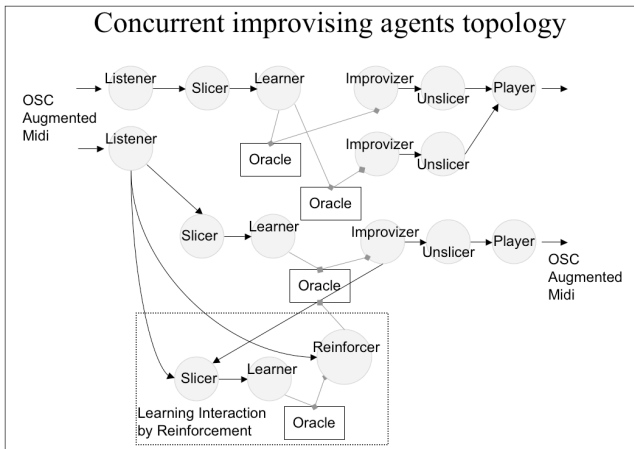 Concurrent improvising agents topology
Listener
Slicer
Learner
Improvizer
Unslicer
Player
OSC
Augmented
Midi
Listener
Oracle
Improvizer
Unslicer
Oracle
Slicer
Learner
Improvizer
Unslicer
Player
OSC
Augmented
Midi
Oracle
Reinforcer
Slicer
Learner
Learning Interaction
by Reinforcement
Oracle